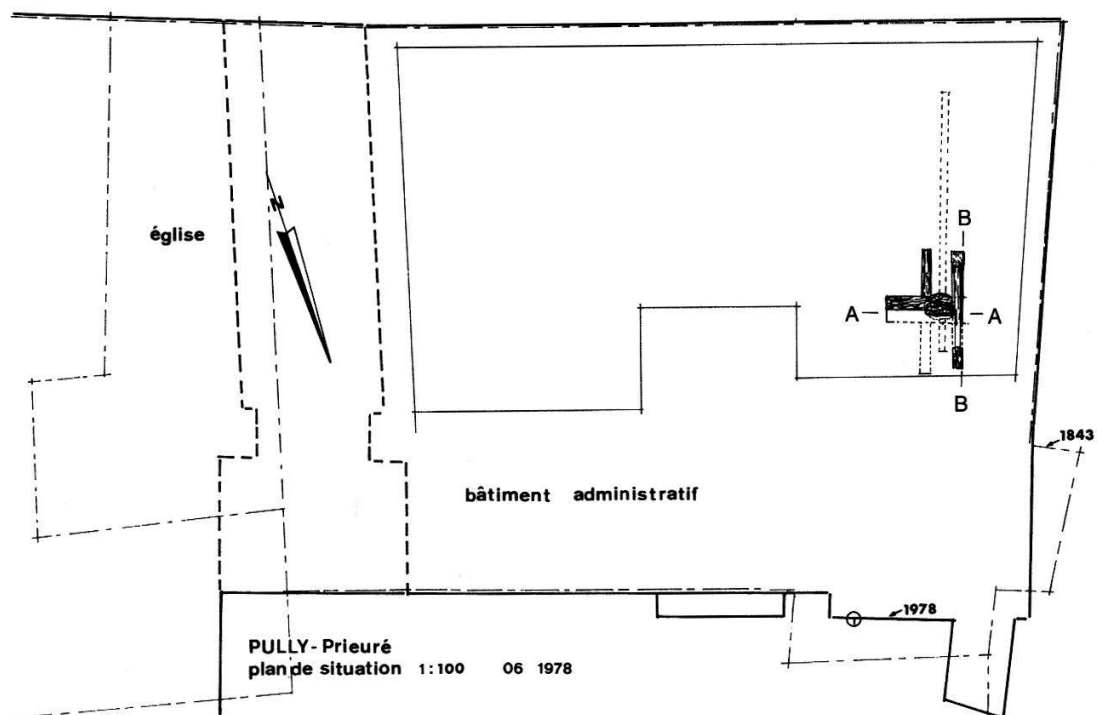 N
église
B
A
A
B
1843
bâtiment administratif
1978
T
PULLY-Prieuré
plan de situation 1:100 06 1978